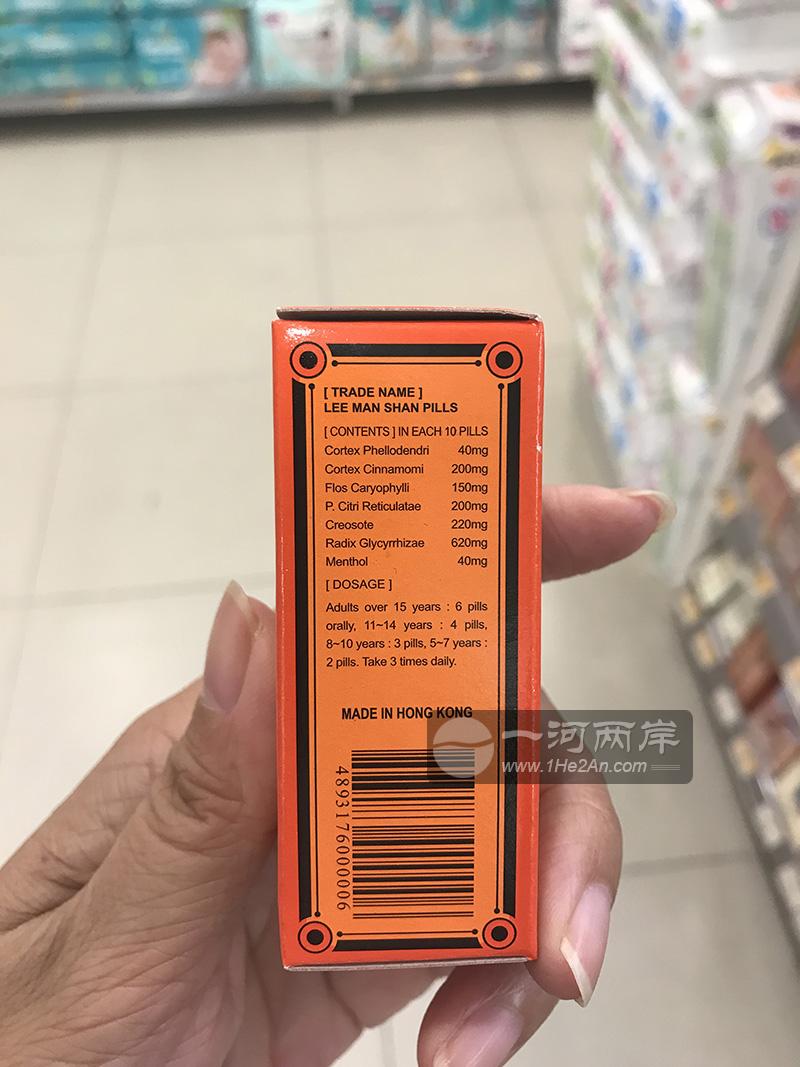 [ TRADE NAME ]
LEE MAN SHAN PILLS
[ CONTENTS ] IN EACH 10 PILLS
Cortex Phellodendri 40mg
Cortex Cinnamomi 200mg
Flos Caryophylli 150mg
P. Citri Reticulatae 200mg
Creosote 220mg
Radix Glycyrrhizae 620mg
Menthol 40mg
[ DOSAGE ]
Adults over 15 years : 6 pills
orally, 11~14 years : 4 pills,
8~10 years : 3 pills, 5~7 years :
2 pills. Take 3 times daily.
MADE IN HONG KONG
一河两岸
www.1He2An.com
4893176000006